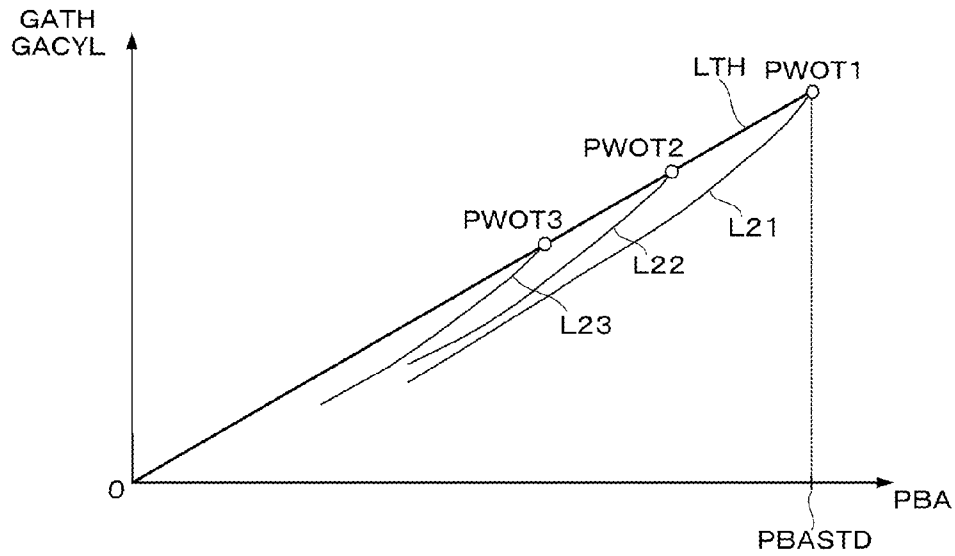 GATH
GACYL
LTH
PWOT1
PWOT2
PWOT3
L21
L22
L23
0
PBA
PBASTD